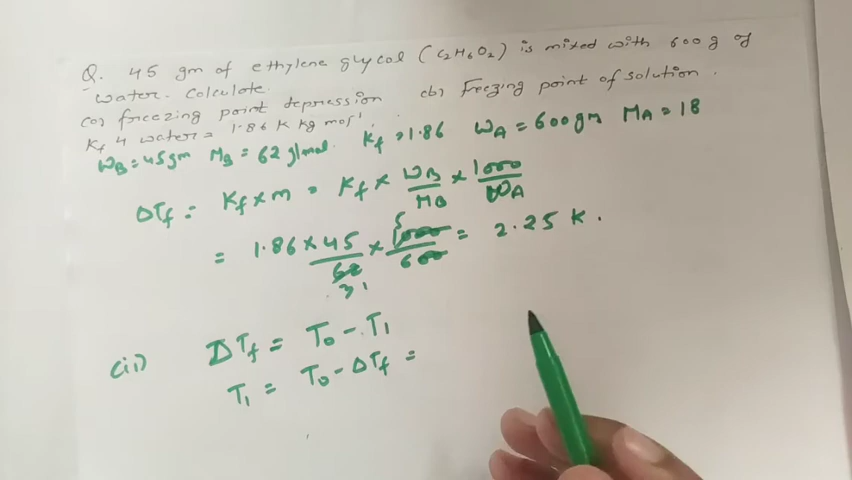 Q. 45 gm of ethylene glycol (C2H6O2) is mixed with 600 g of
water. Calculate
(a) freezing point depression (b) Freezing point of solution.
Kf 4 water = 1.86 K kg mol-1.
WB = 45gm MB = 62 g/mol. Kf = 1.86 WA = 600gm MA = 18
ΔTf = Kf × m = Kf × WB/MB × 1000/WA
= 1.86 × 45/62 × 1000/600 = 2.25 K.
5
31
(ii) ΔTf = T0 - T1
T1 = T0 - ΔTf =